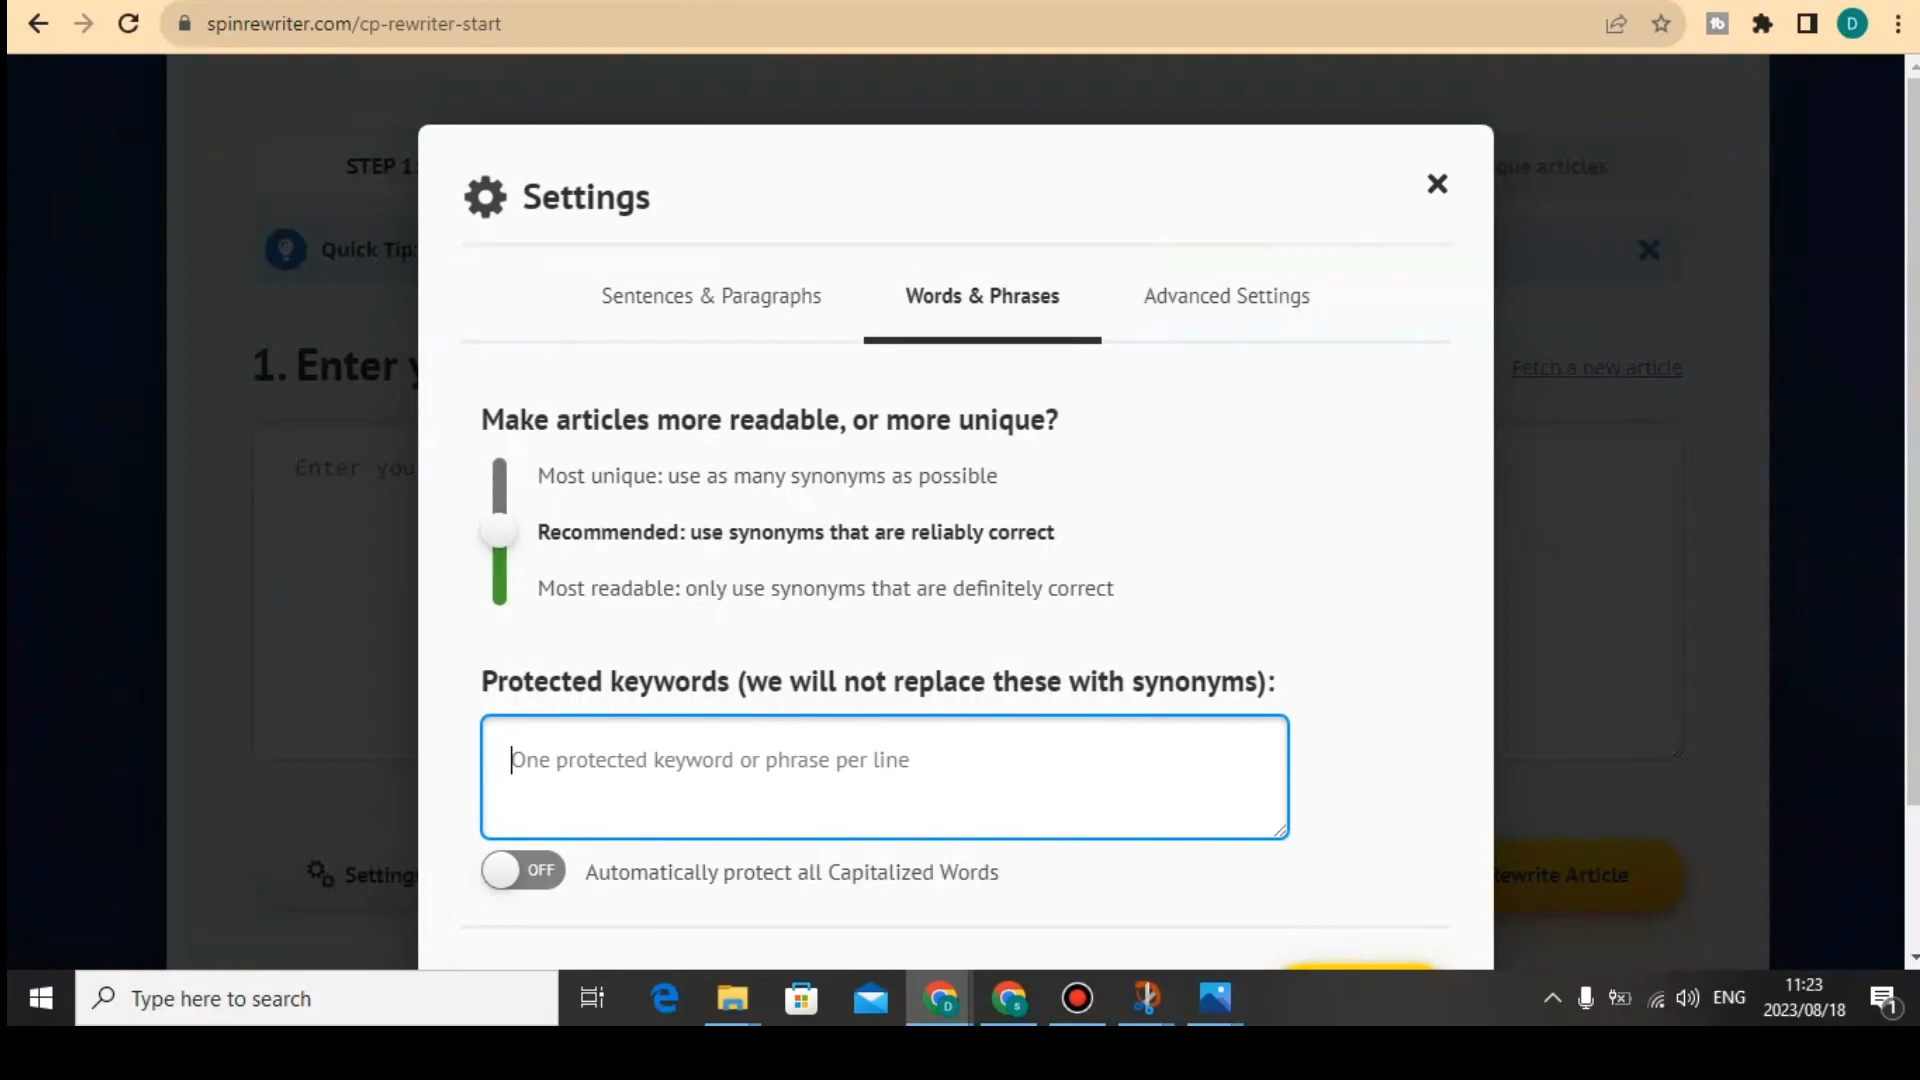 spinrewriter.com/cp-rewriter-start
D
STEP 1:
que articles
Quick Tip:
Settings
Sentences & Paragraphs
Words & Phrases
Advanced Settings
1. Enter y
Fetch a new article
Make articles more readable, or more unique?
Enter you
Most unique: use as many synonyms as possible
Recommended: use synonyms that are reliably correct
Most readable: only use synonyms that are definitely correct
Protected keywords (we will not replace these with synonyms):
One protected keyword or phrase per line
OFF
Automatically protect all Capitalized Words
Settings
Rewrite Article
Type here to search
ENG
11:23
2023/08/18
1